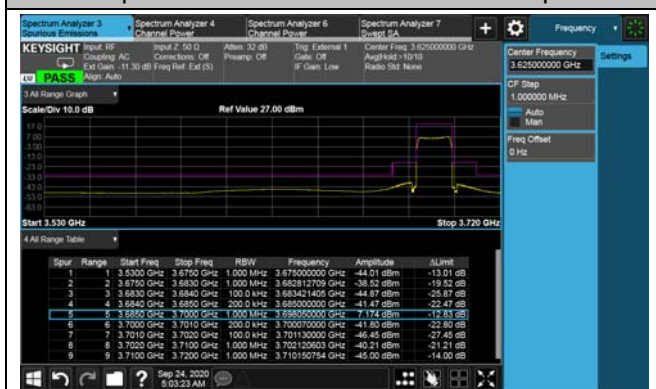 Spectrum Analyzer 3
Spurious Emissions
Spectrum Analyzer 4
Channel Power
Spectrum Analyzer 6
Channel Power
Spectrum Analyzer 7
Swept SA
+
Frequency
KEYSIGHT
Input: RF
Coupling: AC
Ext Gain: -11.30 dB
Align: Auto
Input Z: 50 Ω
Corrections: Off
Freq Ref: Ext (S)
Atten: 32 dB
Preamp: Off
Trig: External 1
Gate: Off
IF Gain: Low
Center Freq: 3.625000000 GHz
Avg|Hold:>10/10
Radio Std: None
PASS
Center Frequency
3.625000000 GHz
Settings
CF Step
1.000000 MHz
Auto
Man
Freq Offset
0 Hz
3 All Range Graph
Scale/Div 10.0 dB
Ref Value 27.00 dBm
17.0
7.00
-3.00
-13.0
-23.0
-33.0
-43.0
-53.0
-63.0
Start 3.530 GHz
Stop 3.720 GHz
4 All Range Table
Spur Range Start Freq Stop Freq RBW Frequency Amplitude ΔLimit
1 1 3.5300 GHz 3.6750 GHz 1.000 MHz 3.675000000 GHz -44.01 dBm -13.01 dB
2 2 3.6750 GHz 3.6830 GHz 1.000 MHz 3.682812709 GHz -38.52 dBm -19.52 dB
3 3 3.6830 GHz 3.6840 GHz 100.0 kHz 3.683421405 GHz -44.87 dBm -25.87 dB
4 4 3.6840 GHz 3.6850 GHz 200.0 kHz 3.685000000 GHz -41.47 dBm -22.47 dB
5 5 3.6850 GHz 3.7000 GHz 1.000 MHz 3.698050000 GHz 7.174 dBm -12.83 dB
6 6 3.7000 GHz 3.7010 GHz 200.0 kHz 3.700070000 GHz -41.80 dBm -22.80 dB
7 7 3.7010 GHz 3.7020 GHz 100.0 kHz 3.701130000 GHz -46.45 dBm -27.45 dB
8 8 3.7020 GHz 3.7100 GHz 1.000 MHz 3.702120603 GHz -40.21 dBm -21.21 dB
9 9 3.7100 GHz 3.7200 GHz 1.000 MHz 3.710150754 GHz -45.00 dBm -14.00 dB
?
Sep 24, 2020
5:03:23 AM